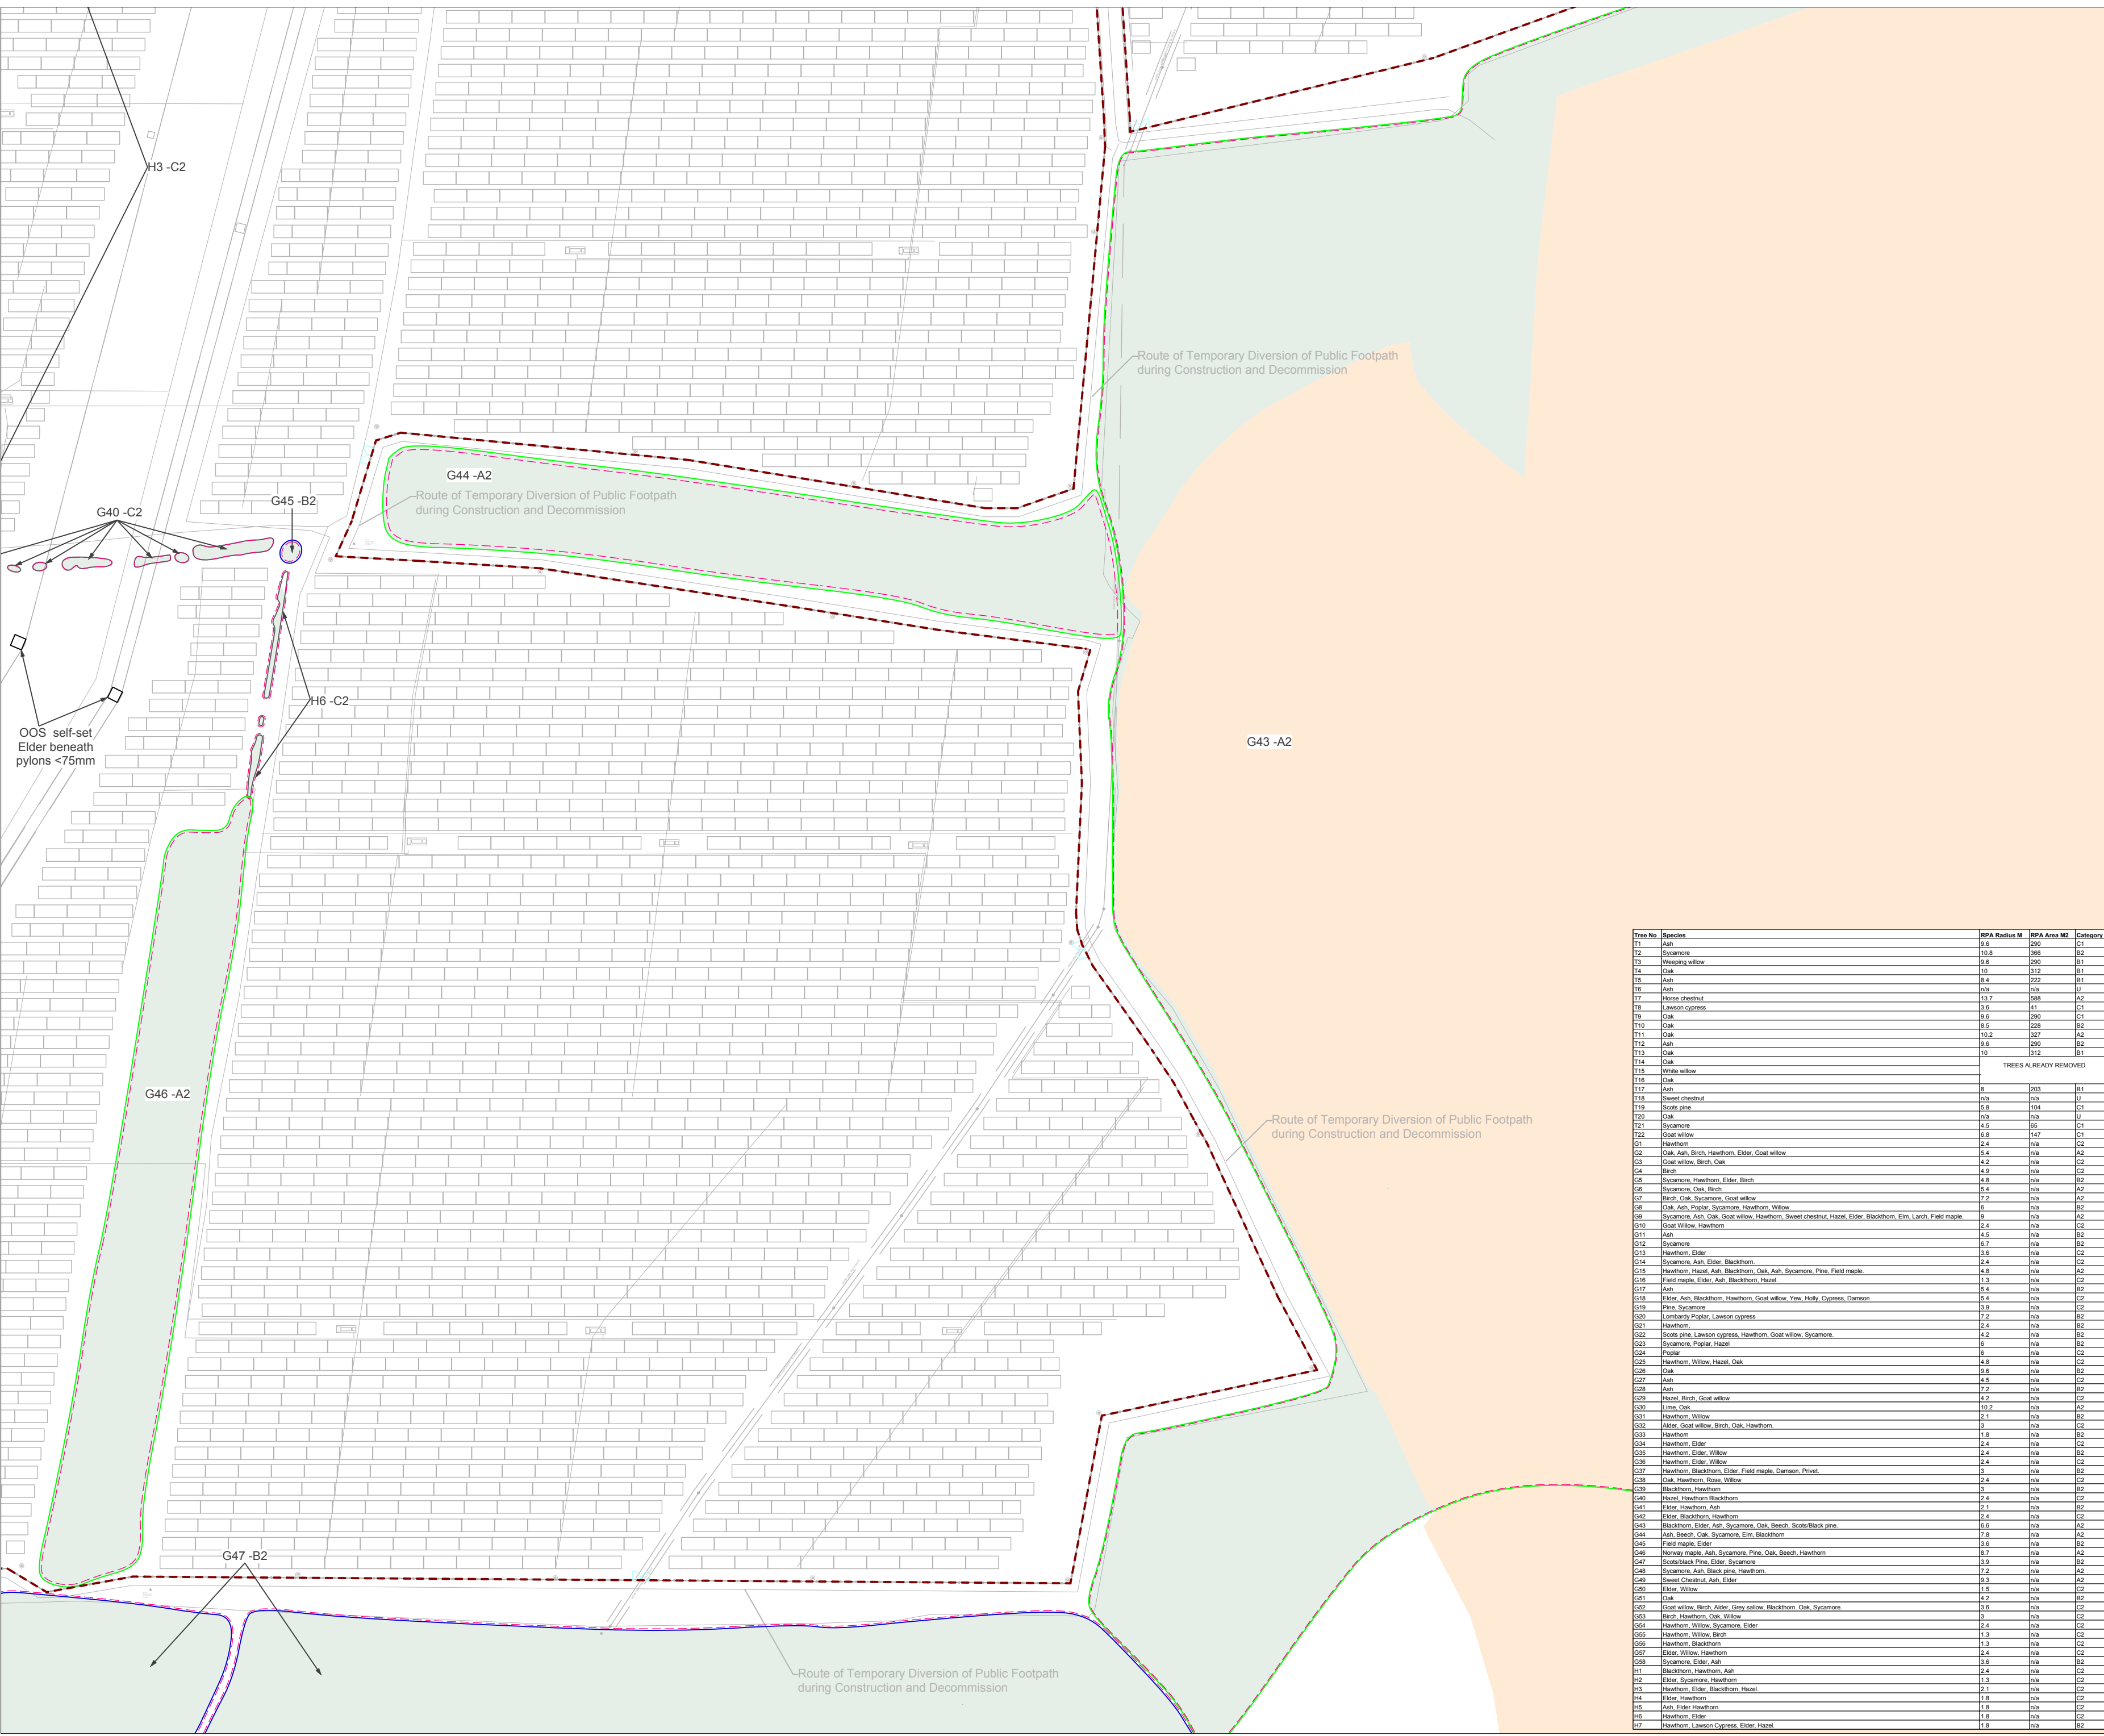 H3 -C2
Route of Temporary Diversion of Public Footpath
during Construction and Decommission
G44 -A2
Route of Temporary Diversion of Public Footpath
during Construction and Decommission
G45 -B2
G40 -C2
H6 -C2
OOS self-set
Elder beneath
pylons <75mm
G43 -A2
G46 -A2
Route of Temporary Diversion of Public Footpath
during Construction and Decommission
G47 -B2
Route of Temporary Diversion of Public Footpath
during Construction and Decommission
Tree No Species RPA Radius M RPA Area M2 Category
T1 Ash 9.6 290 C1
T2 Sycamore 10.8 366 B2
T3 Weeping willow 9.6 290 B1
T4 Oak 10 312 B1
T5 Ash 8.4 222 B1
T6 Ash n/a n/a U
T7 Horse chestnut 13.7 588 A2
T8 Lawson cypress 3.6 41 C1
T9 Oak 9.6 290 C1
T10 Oak 8.5 228 B2
T11 Oak 10.2 327 A2
T12 Ash 9.6 290 B2
T13 Oak 10 312 B1
T14 Oak
T15 White willow TREES ALREADY REMOVED
T16 Oak
T17 Ash 8 203 B1
T18 Sweet chestnut n/a n/a U
T19 Scots pine 5.8 104 C1
T20 Oak n/a n/a U
T21 Sycamore 4.5 65 C1
T22 Goat willow 6.8 147 C1
G1 Hawthorn 2.4 n/a C2
G2 Oak, Ash, Birch, Hawthorn, Elder, Goat willow 5.4 n/a A2
G3 Goat willow, Birch, Oak 4.2 n/a C2
G4 Birch 4.9 n/a C2
G5 Sycamore, Hawthorn, Elder, Birch 4.8 n/a B2
G6 Sycamore, Oak, Birch 5.4 n/a A2
G7 Birch, Oak, Sycamore, Goat willow 7.2 n/a A2
G8 Oak, Ash, Poplar, Sycamore, Hawthorn, Willow. 6 n/a B2
G9 Sycamore, Ash, Oak, Goat willow, Hawthorn, Sweet chestnut, Hazel, Elder, Blackthorn, Elm, Larch, Field maple. 9 n/a A2
G10 Goat Willow, Hawthorn 2.4 n/a C2
G11 Ash 4.5 n/a B2
G12 Sycamore 6.7 n/a B2
G13 Hawthorn, Elder 3.6 n/a C2
G14 Sycamore, Ash, Elder, Blackthorn. 2.4 n/a C2
G15 Hawthorn, Hazel, Ash, Blackthorn, Oak, Ash, Sycamore, Pine, Field maple. 4.8 n/a A2
G16 Field maple, Elder, Ash, Blackthorn, Hazel. 1.3 n/a C2
G17 Ash 5.4 n/a B2
G18 Elder, Ash, Blackthorn, Hawthorn, Goat willow, Yew, Holly, Cypress, Damson. 5.4 n/a C2
G19 Pine, Sycamore 3.9 n/a C2
G20 Lombardy Poplar, Lawson cypress 7.2 n/a B2
G21 Hawthorn, 2.4 n/a B2
G22 Scots pine, Lawson cypress, Hawthorn, Goat willow, Sycamore. 4.2 n/a B2
G23 Sycamore, Poplar, Hazel 6 n/a B2
G24 Poplar 6 n/a C2
G25 Hawthorn, Willow, Hazel, Oak 4.8 n/a C2
G26 Oak 9.6 n/a B2
G27 Ash 4.5 n/a C2
G28 Ash 7.2 n/a B2
G29 Hazel, Birch, Goat willow 4.2 n/a C2
G30 Lime, Oak 10.2 n/a A2
G31 Hawthorn, Willow 2.1 n/a B2
G32 Alder, Goat willow, Birch, Oak, Hawthorn. 3 n/a C2
G33 Hawthorn 1.8 n/a B2
G34 Hawthorn, Elder 2.4 n/a C2
G35 Hawthorn, Elder, Willow 2.4 n/a B2
G36 Hawthorn, Elder, Willow 2.4 n/a C2
G37 Hawthorn, Blackthorn, Elder, Field maple, Damson, Privet. 3 n/a B2
G38 Oak, Hawthorn, Rose, Willow 2.4 n/a C2
G39 Blackthorn, Hawthorn 3 n/a B2
G40 Hazel, Hawthorn Blackthorn 2.4 n/a C2
G41 Elder, Hawthorn, Ash 2.1 n/a B2
G42 Elder, Blackthorn, Hawthorn 2.4 n/a C2
G43 Blackthorn, Elder, Ash, Sycamore, Oak, Beech, Scots/Black pine. 6.6 n/a A2
G44 Ash, Beech, Oak, Sycamore, Elm, Blackthorn 7.8 n/a A2
G45 Field maple, Elder 3.6 n/a B2
G46 Norway maple, Ash, Sycamore, Pine, Oak, Beech, Hawthorn 8.7 n/a A2
G47 Scots/black Pine, Elder, Sycamore 3.9 n/a B2
G48 Sycamore, Ash, Black pine, Hawthorn. 7.2 n/a A2
G49 Sweet Chestnut, Ash, Elder 9.3 n/a A2
G50 Elder, Willow 1.5 n/a C2
G51 Oak 4.2 n/a B2
G52 Goat willow, Birch, Alder, Grey sallow, Blackthorn. Oak, Sycamore. 3.6 n/a C2
G53 Birch, Hawthorn, Oak, Willow 3 n/a C2
G54 Hawthorn, Willow, Sycamore, Elder 2.4 n/a C2
G55 Hawthorn, Willow, Birch 1.3 n/a C2
G56 Hawthorn, Blackthorn 1.3 n/a C2
G57 Elder, Willow, Hawthorn 2.4 n/a C2
G58 Sycamore, Elder, Ash 3.6 n/a B2
H1 Blackthorn, Hawthorn, Ash 2.4 n/a C2
H2 Elder, Sycamore, Hawthorn 1.3 n/a C2
H3 Hawthorn, Elder, Blackthorn, Hazel. 2.1 n/a C2
H4 Elder, Hawthorn 1.8 n/a C2
H5 Ash, Elder Hawthorn 1.8 n/a C2
H6 Hawthorn, Elder 1.8 n/a C2
H7 Hawthorn, Lawson Cypress, Elder, Hazel. 1.8 n/a B2